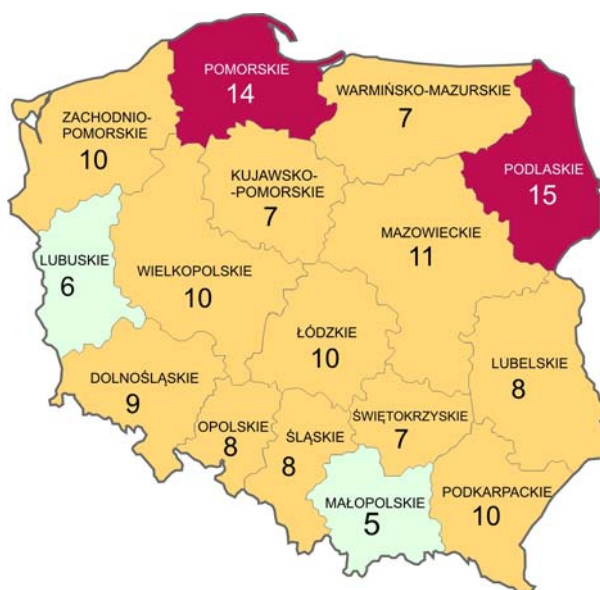 POMORSKIE
14
WARMIŃSKO-MAZURSKIE
7
ZACHODNIO-
POMORSKIE
10
PODLASKIE
15
KUJAWSKO-
-POMORSKIE
7
MAZOWIECKIE
11
LUBUSKIE
6
WIELKOPOLSKIE
10
ŁÓDZKIE
10
LUBELSKIE
8
DOLNOŚLĄSKIE
9
OPOLSKIE
8
ŚLĄSKIE
8
ŚWIĘTOKRZYSKIE
7
MAŁOPOLSKIE
5
PODKARPACKIE
10